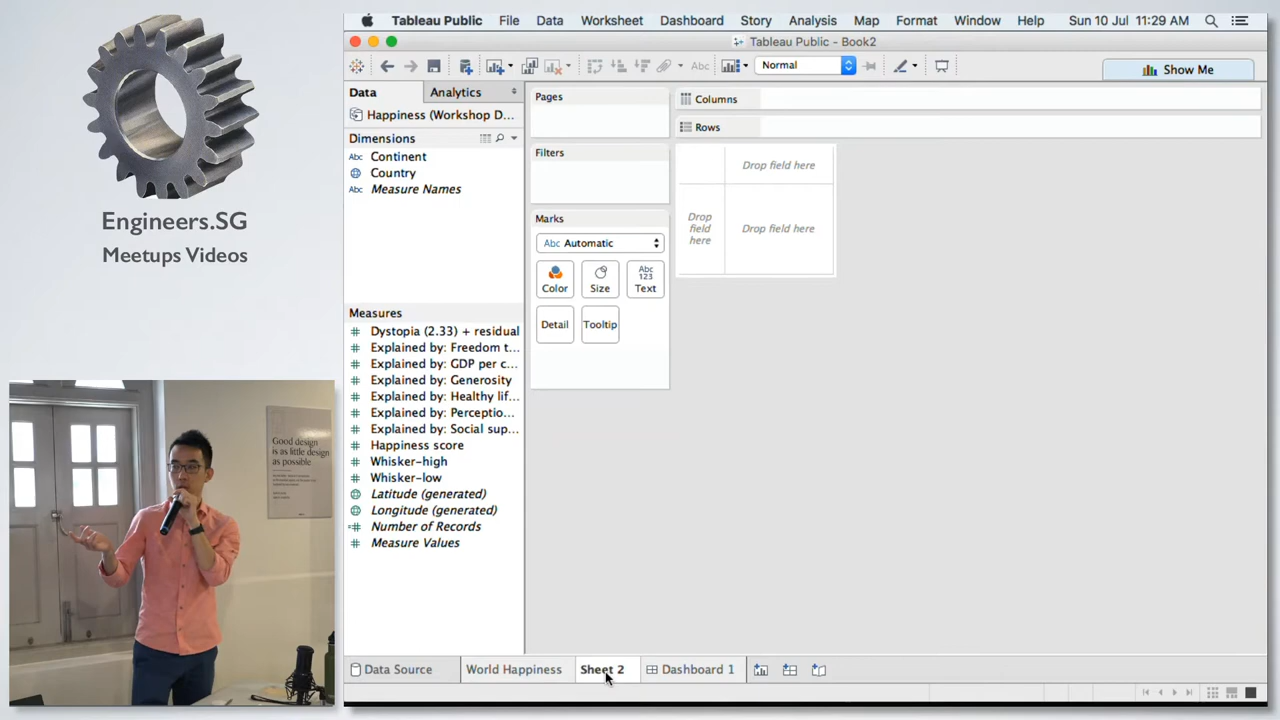 Engineers.SG
Meetups Videos
Good design
is as little design
as possible
Tableau Public File Data Worksheet Dashboard Story Analysis Map Format Window Help Sun 10 Jul 11:29 AM
Tableau Public - Book2
Abc Normal Show Me
Data Analytics
Happiness (Workshop D...
Dimensions
Abc Continent
Country
Abc Measure Names
Measures
Dystopia (2.33) + residual
Explained by: Freedom t...
Explained by: GDP per c...
Explained by: Generosity
Explained by: Healthy lif...
Explained by: Perceptio...
Explained by: Social sup...
Happiness score
Whisker-high
Whisker-low
Latitude (generated)
Longitude (generated)
Number of Records
Measure Values
Pages
Filters
Marks
Abc Automatic
Color
Size
Abc
123
Text
Detail
Tooltip
Columns
Rows
Drop field here
Drop
field
here
Drop field here
Data Source World Happiness Sheet 2 Dashboard 1